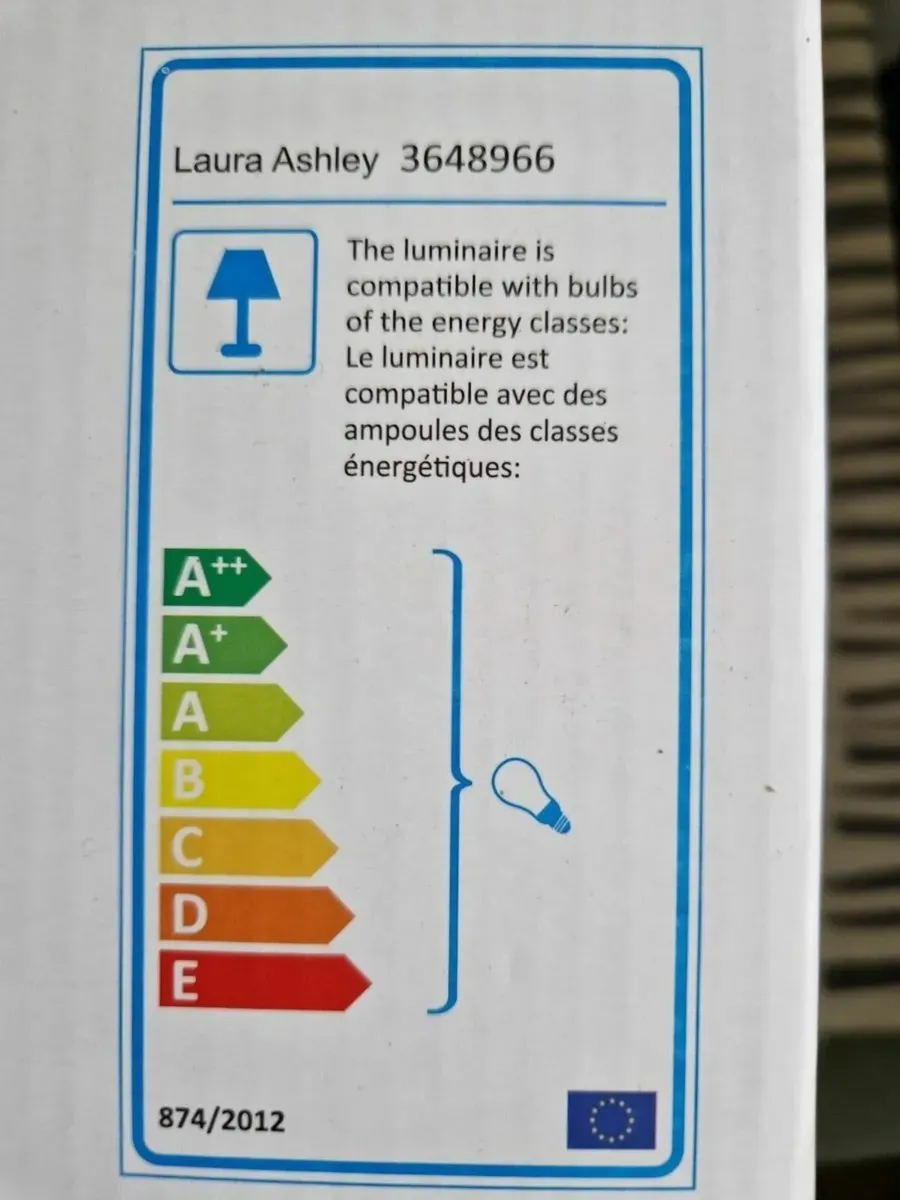 Laura Ashley 3648966
The luminaire is
compatible with bulbs
of the energy classes:
Le luminaire est
compatible avec des
ampoules des classes
énergétiques:
A++
A+
A
B
C
D
E
874/2012